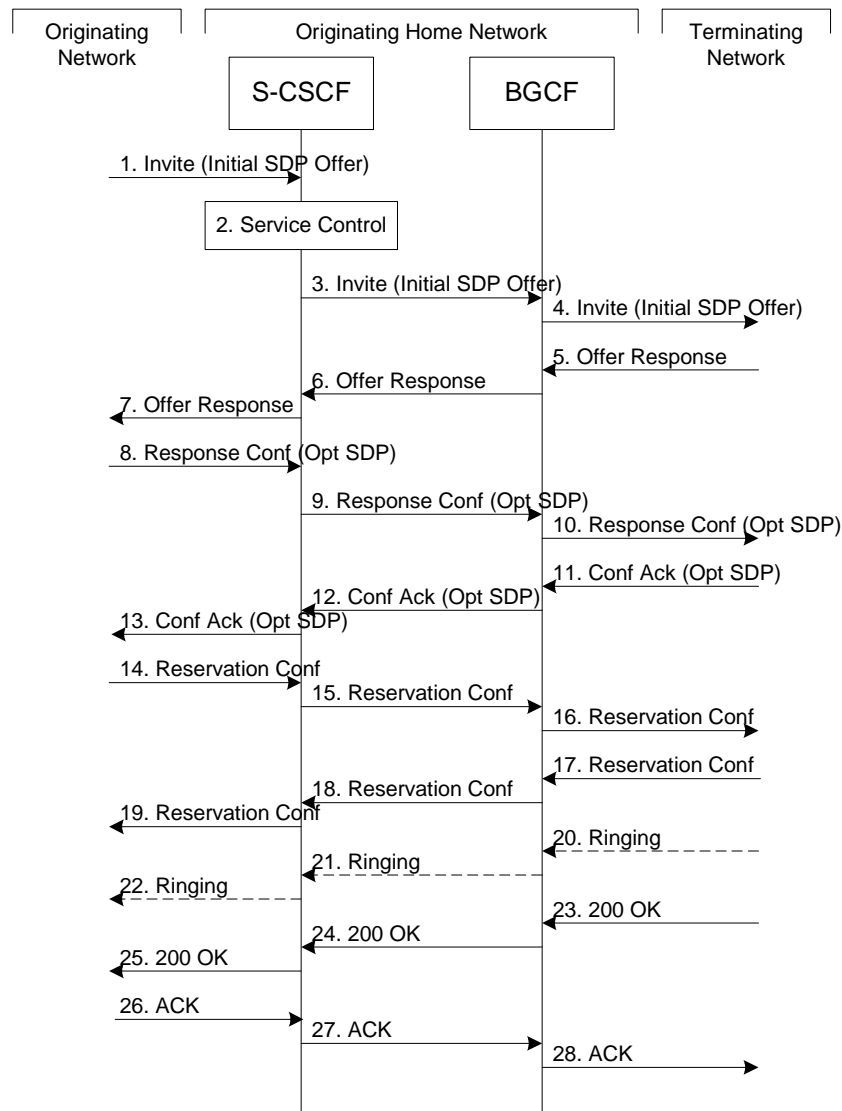 Originating
Network
Originating Home Network
Terminating
Network
S-CSCF
BGCF
1. Invite (Initial SDP Offer)
2. Service Control
3. Invite (Initial SDP Offer)
4. Invite (Initial SDP Offer)
5. Offer Response
6. Offer Response
7. Offer Response
8. Response Conf (Opt SDP)
9. Response Conf (Opt SDP)
10. Response Conf (Opt SDP)
11. Conf Ack (Opt SDP)
12. Conf Ack (Opt SDP)
13. Conf Ack (Opt SDP)
14. Reservation Conf
15. Reservation Conf
16. Reservation Conf
17. Reservation Conf
18. Reservation Conf
19. Reservation Conf
20. Ringing
21. Ringing
22. Ringing
23. 200 OK
24. 200 OK
25. 200 OK
26. ACK
27. ACK
28. ACK